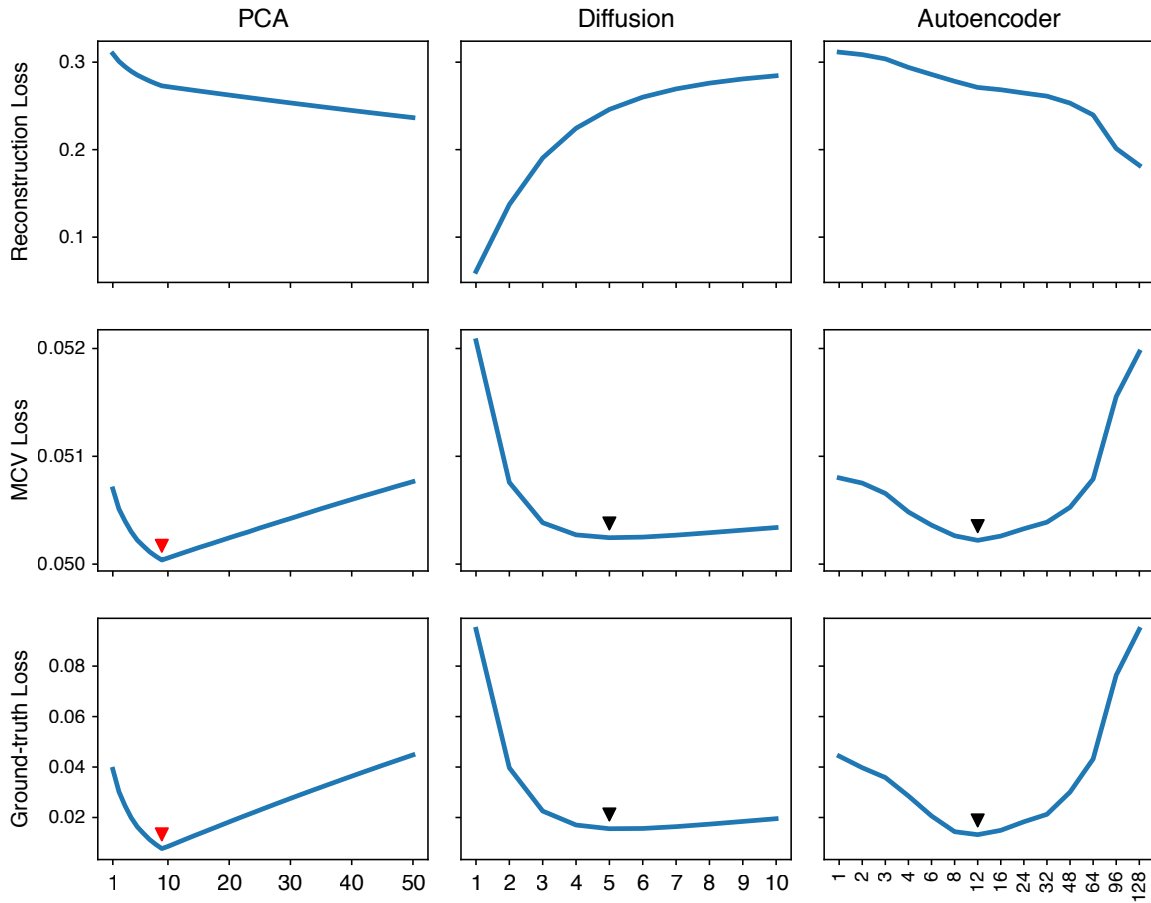 PCA Diffusion Autoencoder
Reconstruction Loss
0.3
0.2
0.1
MCV Loss
0.052
0.051
0.050
Ground-truth Loss
0.08
0.06
0.04
0.02
1 10 20 30 40 50
1 2 3 4 5 6 7 8 9 10
1 2 3 4 6 8 12 16 24 32 48 64 96 128